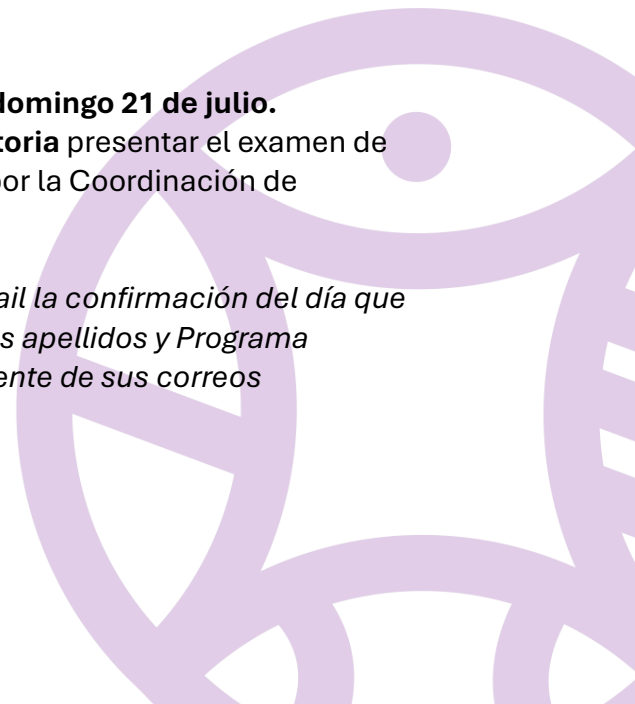 domingo 21 de julio.
toria presentar el examen de
por la Coordinación de
ail la confirmación del día que
s apellidos y Programa
ente de sus correos